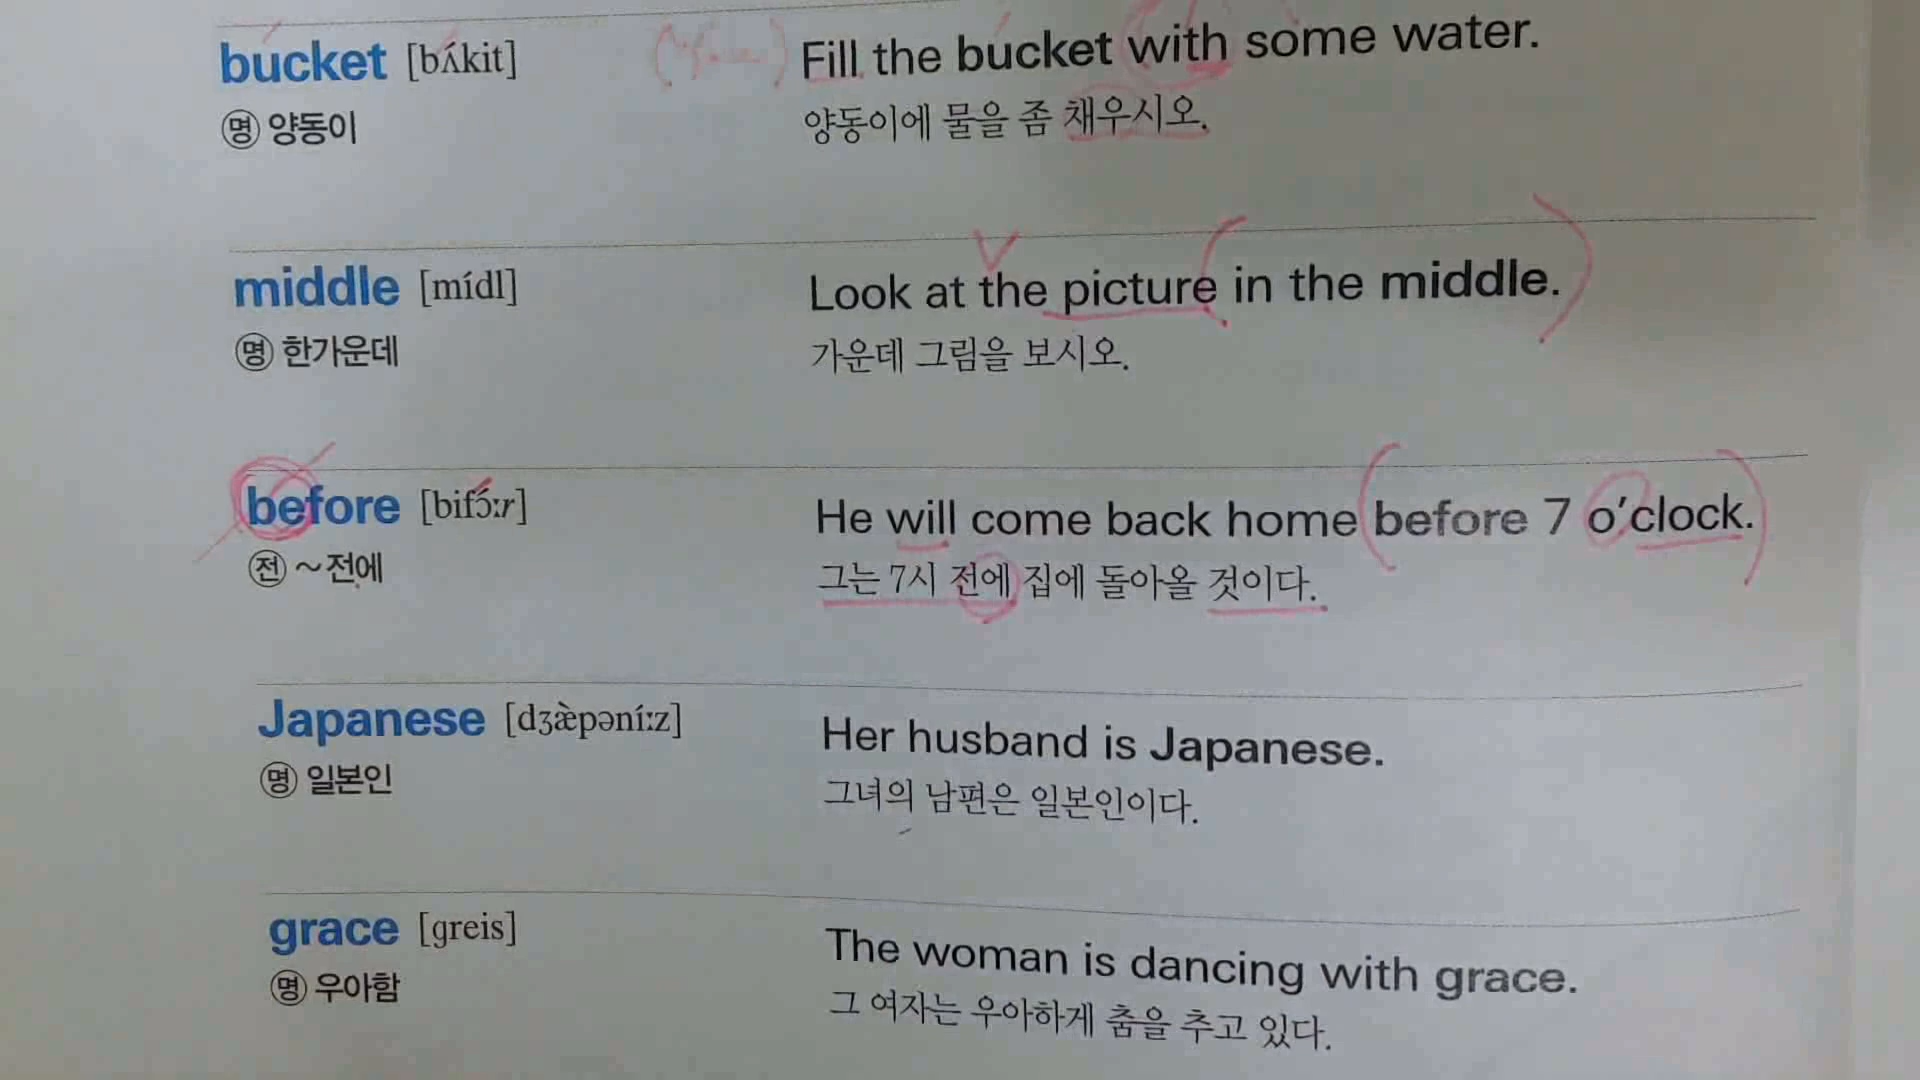 bucket [bʌ́kit]
Fill the bucket with some water.
㊔ 양동이
양동이에 물을 좀 채우시오.
middle [mídl]
Look at the picture in the middle.
명 한가운데
가운데 그림을 보시오.
before [bifɔ́ːr]
He will come back home before 7 o'clock.
전 ~전에
그는 7시 전에 집에 돌아올 것이다.
Japanese [dʒæ̀pəníːz]
Her husband is Japanese.
명 일본인
그녀의 남편은 일본인이다.
grace [greis]
The woman is dancing with grace.
명 우아함
그 여자는 우아하게 춤을 추고 있다.